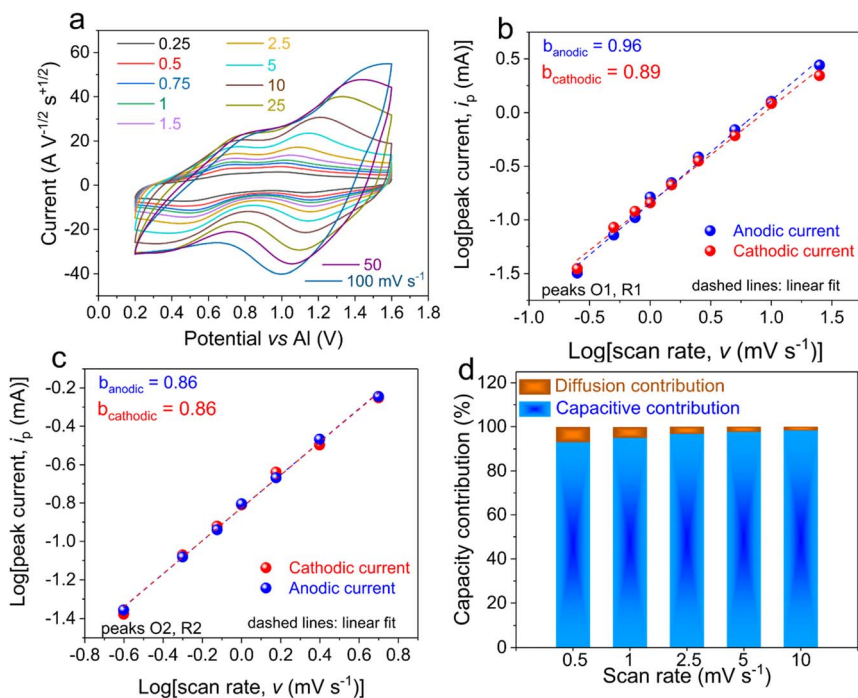 a
Current (A V⁻¹/² s⁺¹/²)
60
40
20
0
-20
-40
0.25
0.5
0.75
1
1.5
2.5
5
10
25
50
100 mV s⁻¹
0.0 0.2 0.4 0.6 0.8 1.0 1.2 1.4 1.6 1.8
Potential vs Al (V)
b
Log[peak current, iₚ (mA)]
0.5
0.0
-0.5
-1.0
-1.5
b anodic = 0.96
b cathodic = 0.89
Anodic current
Cathodic current
peaks O1, R1 dashed lines: linear fit
-1.0 -0.5 0.0 0.5 1.0 1.5
Log[scan rate, v (mV s⁻¹)]
c
Log[peak current, iₚ (mA)]
-0.2
-0.4
-0.6
-0.8
-1.0
-1.2
-1.4
b anodic = 0.86
b cathodic = 0.86
Cathodic current
Anodic current
peaks O2, R2 dashed lines: linear fit
-0.8 -0.6 -0.4 -0.2 0.0 0.2 0.4 0.6 0.8
Log[scan rate, v (mV s⁻¹)]
d
Capacity contribution (%)
120
100
80
60
40
20
0
Diffusion contribution
Capacitive contribution
0.5 1 2.5 5 10
Scan rate (mV s⁻¹)